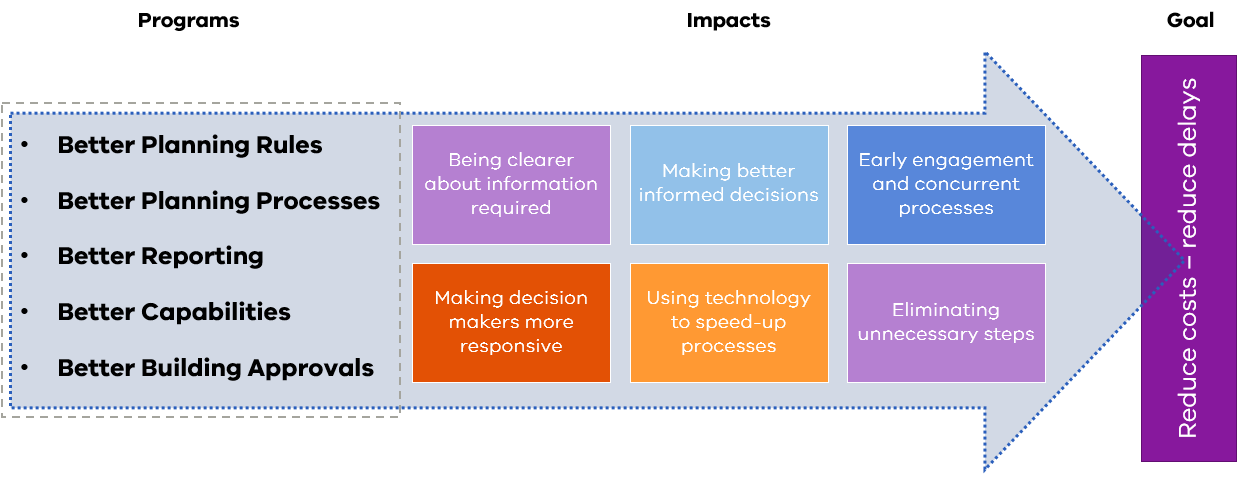 Programs
Impacts
Goal
• Better Planning Rules
• Better Planning Processes
• Better Reporting
• Better Capabilities
• Better Building Approvals
Being clearer
about information
required
Making better
informed decisions
Early engagement
and concurrent
processes
Making decision
makers more
responsive
Using technology
to speed-up
processes
Eliminating
unnecessary steps
Reduce costs – reduce delays